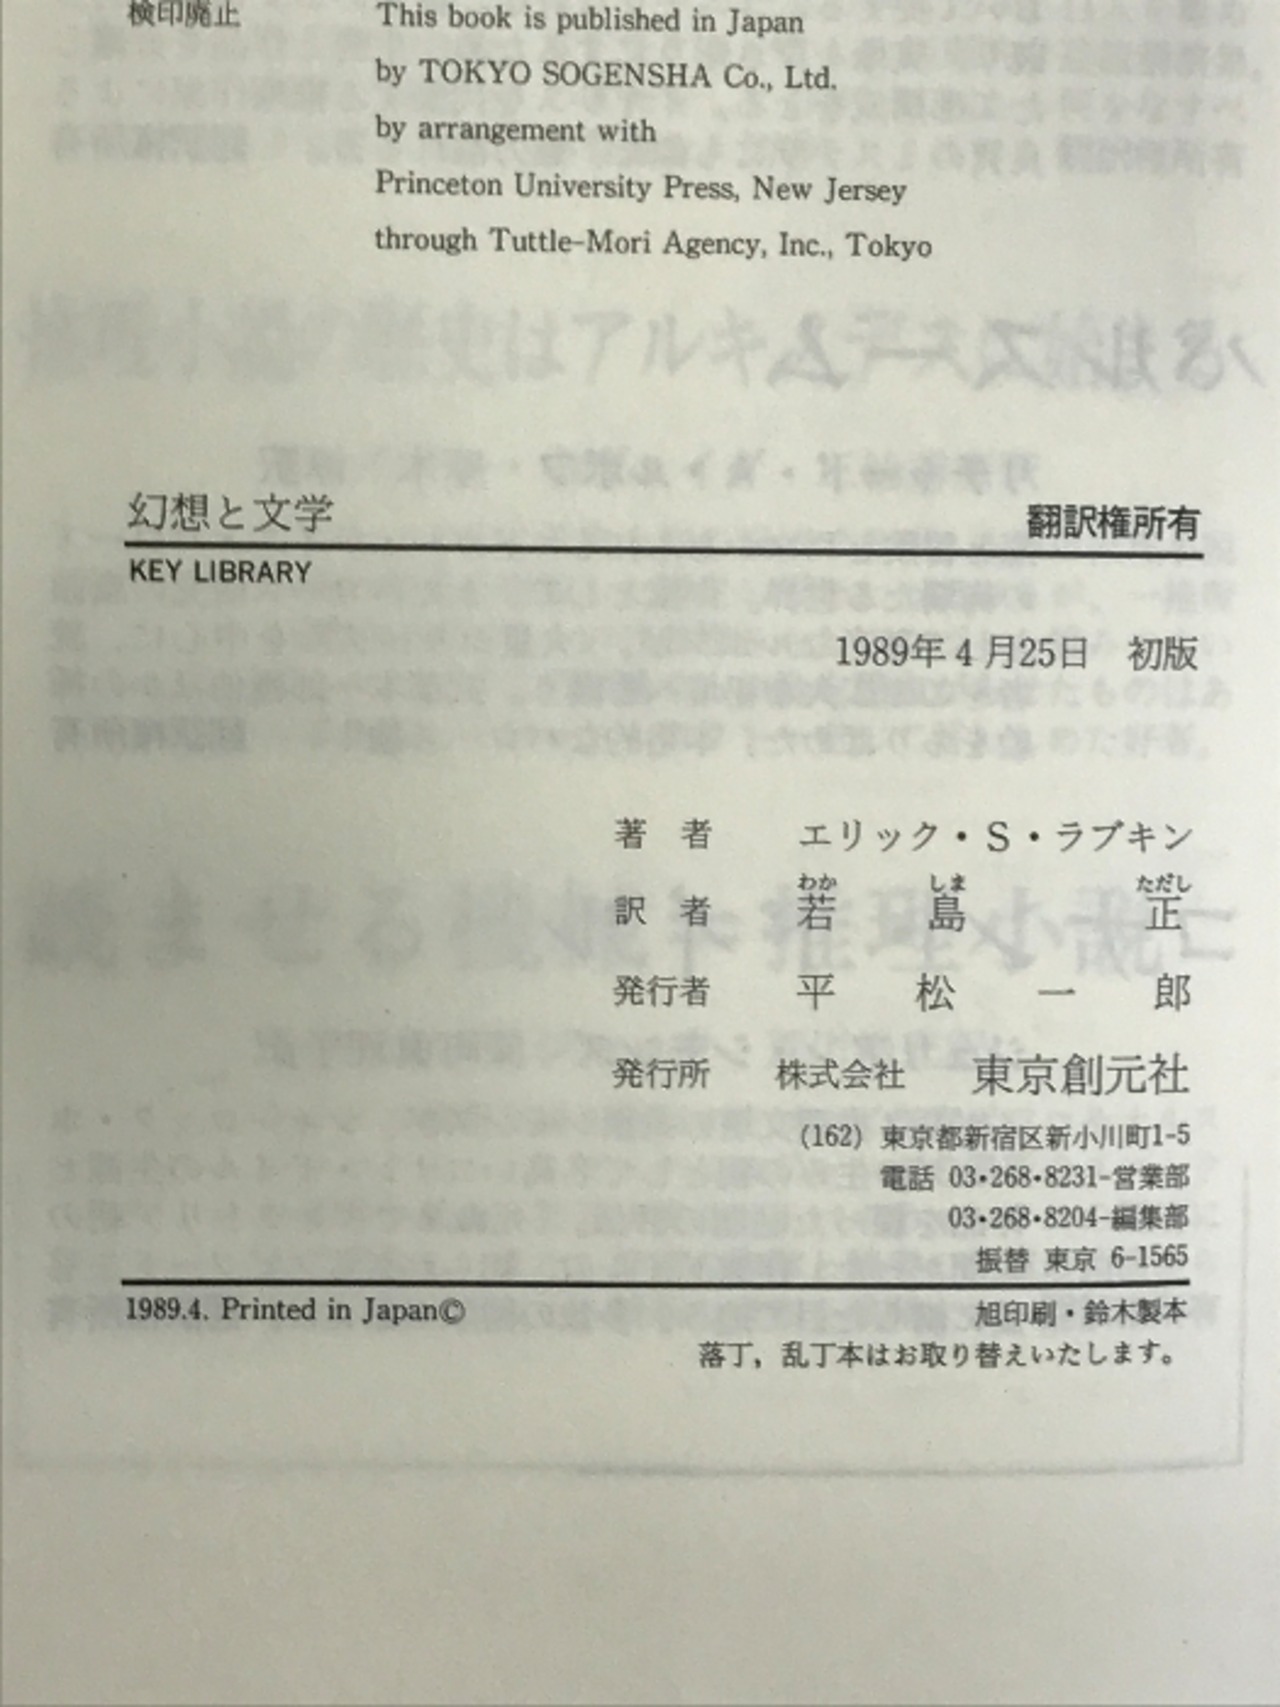 検印廃止
This book is published in Japan
by TOKYO SOGENSHA Co., Ltd.
by arrangement with
Princeton University Press, New Jersey
through Tuttle-Mori Agency, Inc., Tokyo
幻想と文学 翻訳権所有
KEY LIBRARY
1989年4月25日 初版
著者 エリック・S・ラブキン
わか しま ただし
訳者 若島正
発行者 平松一郎
発行所 株式会社 東京創元社
(162) 東京都新宿区新小川町1-5
電話 03・268・8231-営業部
03・268・8204-編集部
振替 東京 6-1565
1989.4. Printed in Japan© 旭印刷・鈴木製本
落丁，乱丁本はお取り替えいたします。